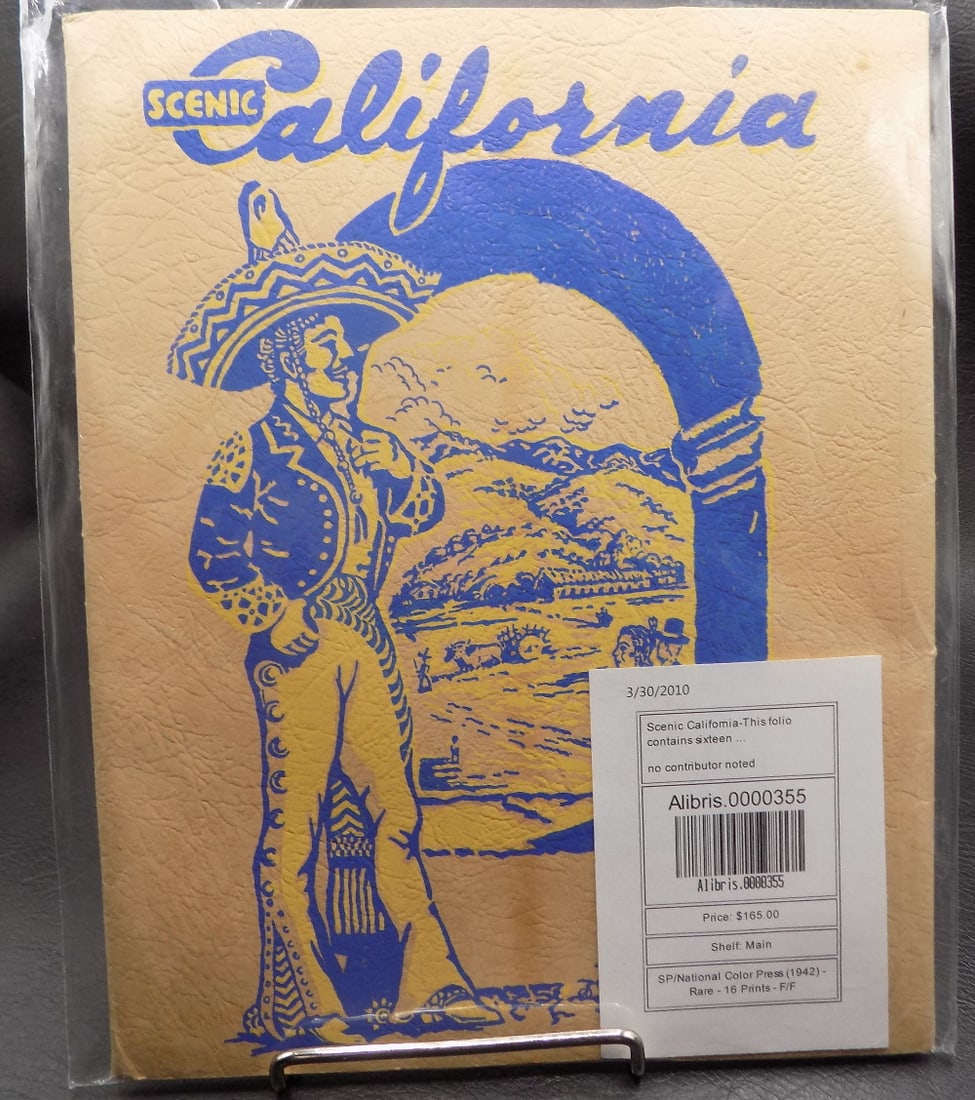 SCENIC
California
3/30/2010
Scenic California-This folio
contains sixteen ...
no contributor noted
Alibris.0000355
Alibris.0000355
Price: $165.00
Shelf: Main
SP/National Color Press (1942) -
Rare - 16 Prints - F/F